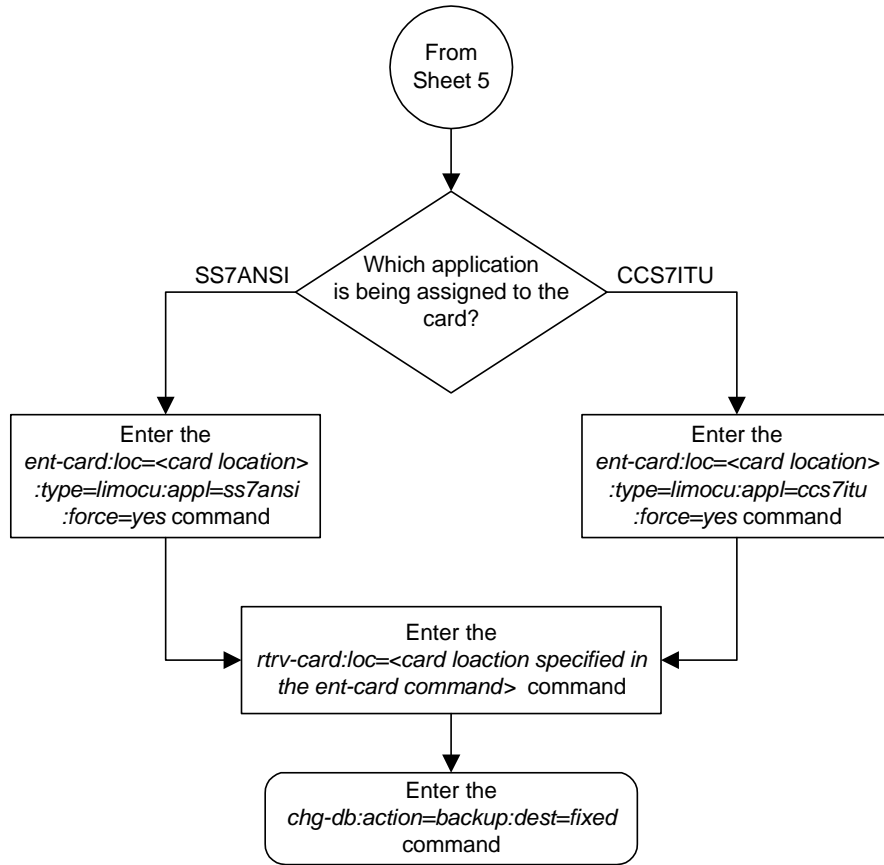 From
Sheet 5
Which application
is being assigned to the
card?
SS7ANSI
CCS7ITU
Enter the
ent-card:loc=<card location>
:type=limocu:appl=ss7ansi
:force=yes command
Enter the
ent-card:loc=<card location>
:type=limocu:appl=ccs7itu
:force=yes command
Enter the
rtrv-card:loc=<card loaction specified in
the ent-card command> command
Enter the
chg-db:action=backup:dest=fixed
command